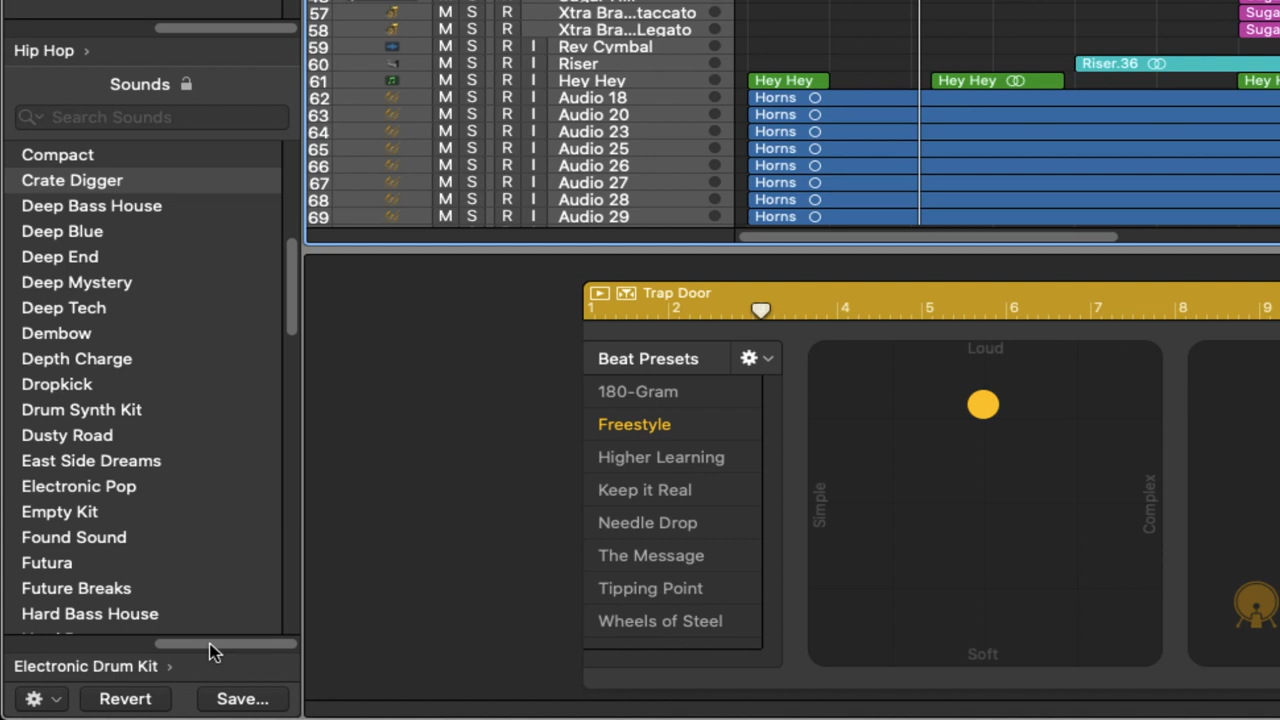 Hip Hop
Sounds
Search Sounds
Compact
Crate Digger
Deep Bass House
Deep Blue
Deep End
Deep Mystery
Deep Tech
Dembow
Depth Charge
Dropkick
Drum Synth Kit
Dusty Road
East Side Dreams
Electronic Pop
Empty Kit
Found Sound
Futura
Future Breaks
Hard Bass House
Electronic Drum Kit
Revert Save...
57 M S R Xtra Bra...taccato Suga
58 M S R Xtra Bra...Legato Suga
59 M S R I Rev Cymbal
60 M S R I Riser Riser.36
61 M S R I Hey Hey Hey Hey Hey Hey Hey
62 M S R I Audio 18 Horns
63 M S R I Audio 20 Horns
64 M S R I Audio 23 Horns
65 M S R I Audio 25 Horns
66 M S R I Audio 26 Horns
67 M S R I Audio 27 Horns
68 M S R I Audio 28 Horns
69 M S R I Audio 29 Horns
Trap Door
1 2 4 5 6 7 8 9
Beat Presets
180-Gram
Freestyle
Higher Learning
Keep it Real
Needle Drop
The Message
Tipping Point
Wheels of Steel
Loud
Simple
Complex
Soft